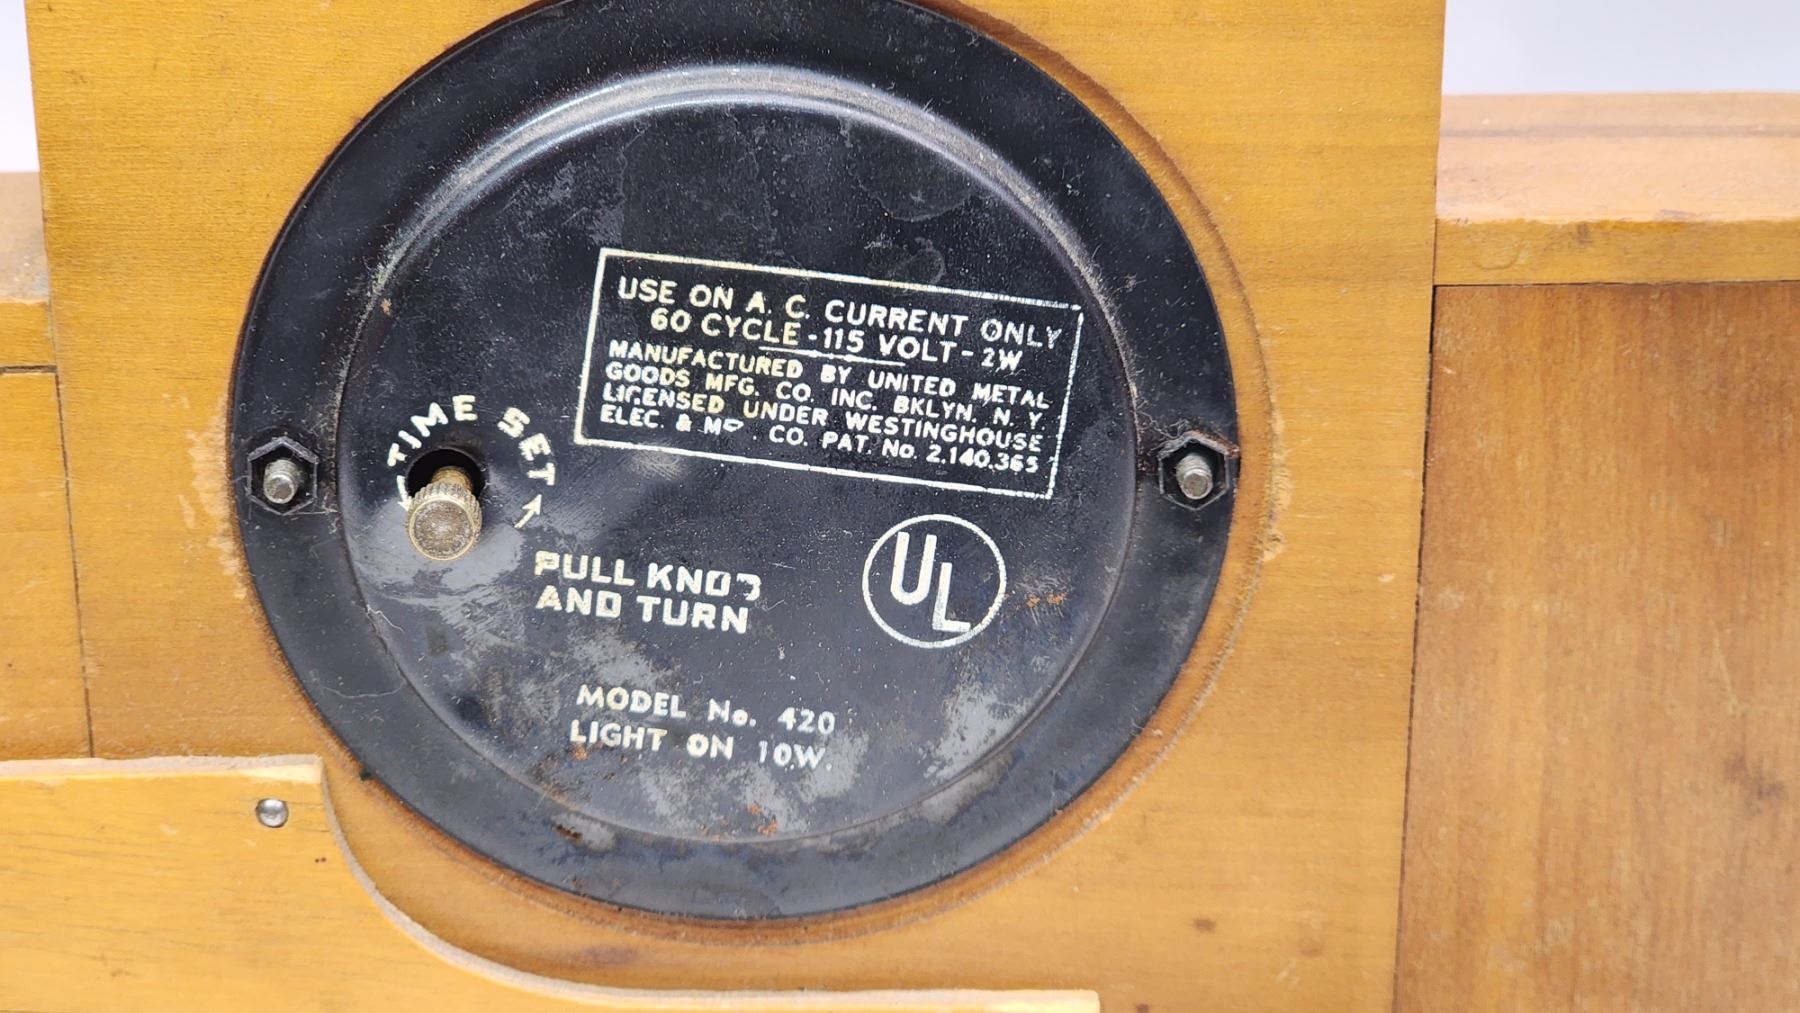 USE ON A. C. CURRENT ONLY
60 CYCLE - 115 VOLT - 2W
MANUFACTURED BY UNITED METAL
GOODS MFG. CO. INC. BKLYN, N. Y.
LICENSED UNDER WESTINGHOUSE
ELEC. & CO. PAT. No. 2.140.365
TIME SET
PULL KNOB
AND TURN
UL
MODEL No. 420
LIGHT ON 10W.